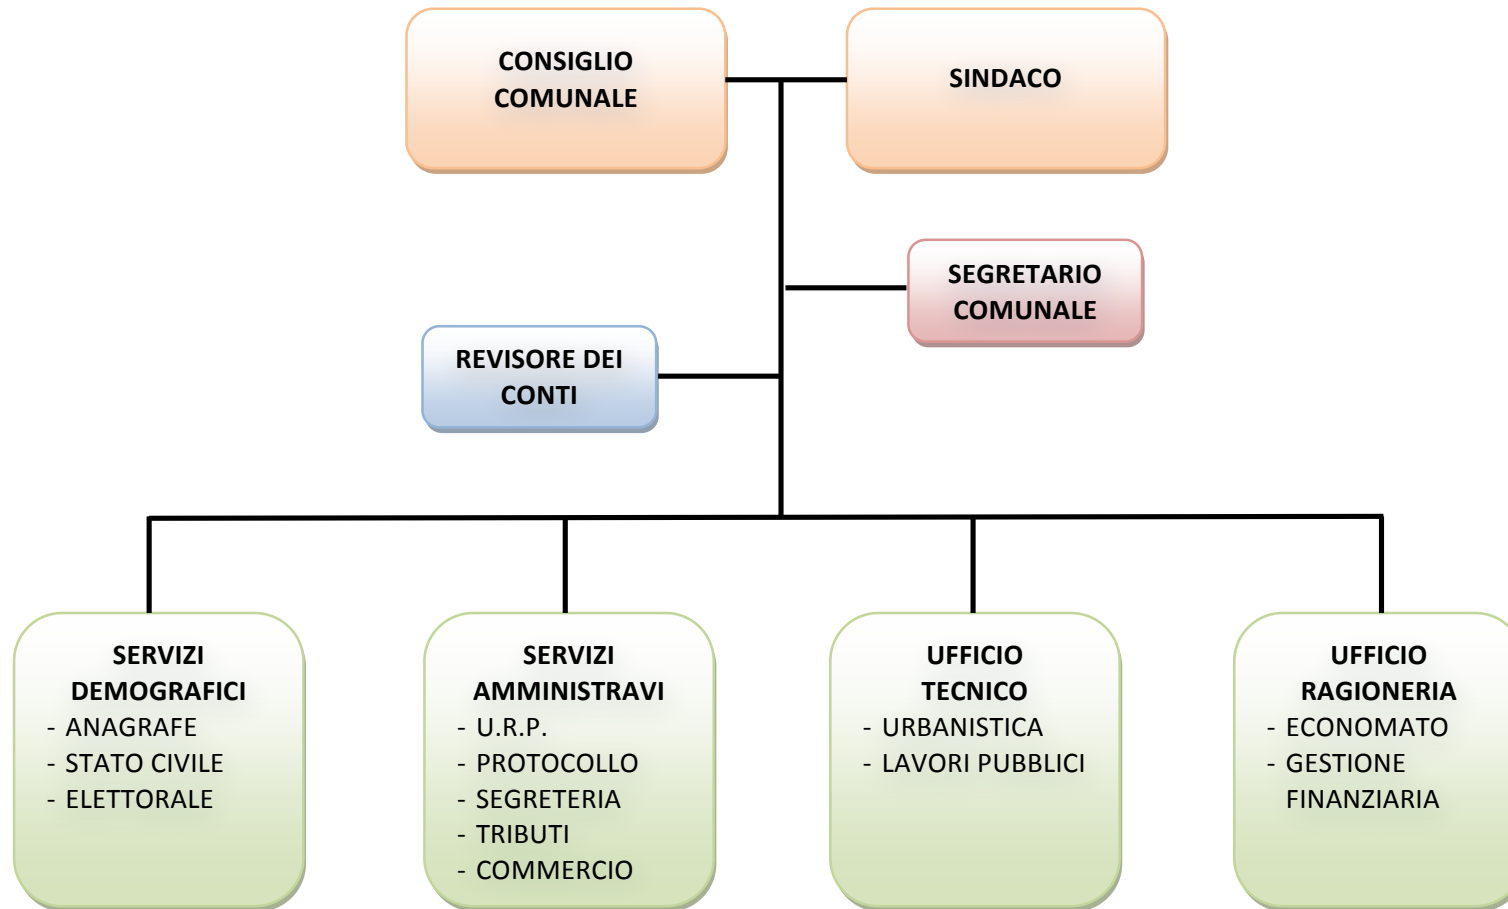 CONSIGLIO
COMUNALE
SINDACO
SEGRETARIO
COMUNALE
REVISORE DEI
CONTI
SERVIZI
DEMOGRAFICI
- ANAGRAFE
- STATO CIVILE
- ELETTORALE
SERVIZI
AMMINISTRAVI
- U.R.P.
- PROTOCOLLO
- SEGRETERIA
- TRIBUTI
- COMMERCIO
UFFICIO
TECNICO
- URBANISTICA
- LAVORI PUBBLICI
UFFICIO
RAGIONERIA
- ECONOMATO
- GESTIONE
FINANZIARIA